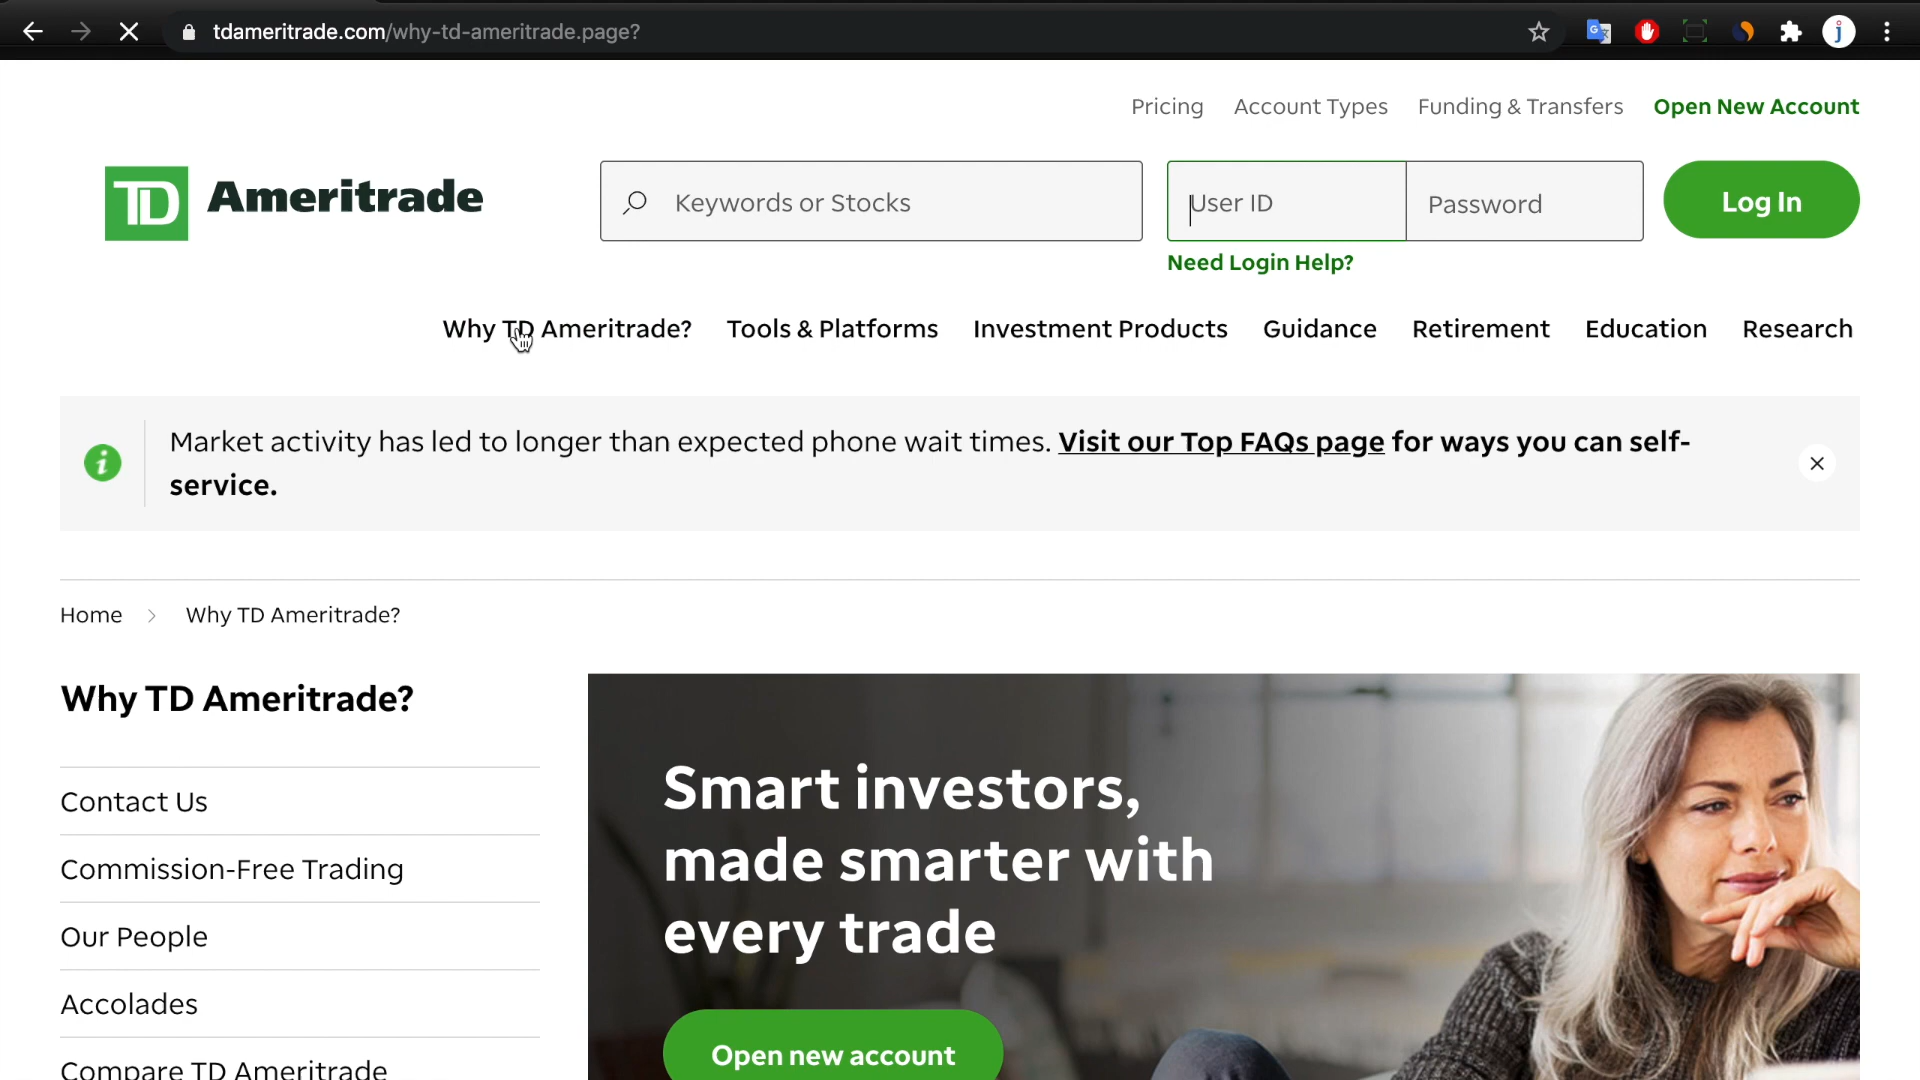 tdameritrade.com/why-td-ameritrade.page?
j
Pricing Account Types Funding & Transfers Open New Account
TD Ameritrade
Keywords or Stocks
User ID
Password
Log In
Need Login Help?
Why TD Ameritrade? Tools & Platforms Investment Products Guidance Retirement Education Research
i
Market activity has led to longer than expected phone wait times. Visit our Top FAQs page for ways you can self-
service.
Home > Why TD Ameritrade?
Why TD Ameritrade?
Contact Us
Commission-Free Trading
Our People
Accolades
Compare TD Ameritrade
Smart investors,
made smarter with
every trade
Open new account